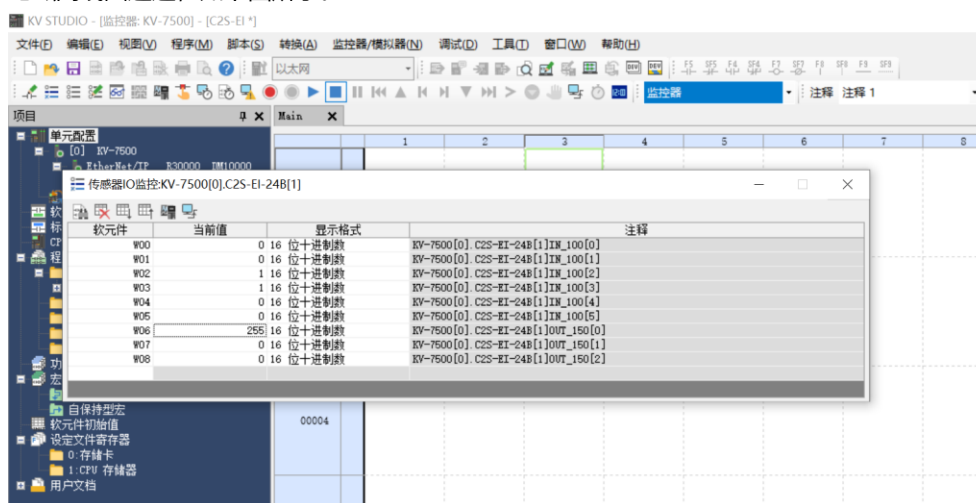 KV STUDIO - [监控器: KV-7500] - [C2S-EI *]
文件(F) 编辑(E) 视图(V) 程序(M) 脚本(S) 转换(A) 监控器/模拟器(N) 调试(D) 工具(T) 窗口(W) 帮助(H)
以太网
监控器 注释 注释 1
项目
Main
单元配置
[0] KV-7500
EtherNet/IP R30000 DM10000
1 2 3 4 5 6 7 8
传感器IO监控:KV-7500[0].C2S-EI-24B[1]
软元件 当前值 显示格式 注释
W00 0 16 位十进制数 KV-7500[0].C2S-EI-24B[1]IN_100[0]
W01 0 16 位十进制数 KV-7500[0].C2S-EI-24B[1]IN_100[1]
W02 1 16 位十进制数 KV-7500[0].C2S-EI-24B[1]IN_100[2]
W03 1 16 位十进制数 KV-7500[0].C2S-EI-24B[1]IN_100[3]
W04 0 16 位十进制数 KV-7500[0].C2S-EI-24B[1]IN_100[4]
W05 0 16 位十进制数 KV-7500[0].C2S-EI-24B[1]IN_100[5]
W06 255 16 位十进制数 KV-7500[0].C2S-EI-24B[1]OUT_150[0]
W07 0 16 位十进制数 KV-7500[0].C2S-EI-24B[1]OUT_150[1]
W08 0 16 位十进制数 KV-7500[0].C2S-EI-24B[1]OUT_150[2]
软
标
CP
程
功
宏
自保持型宏
00004
软元件初始值
设定文件寄存器
0:存储卡
1:CPU 存储器
用户文档